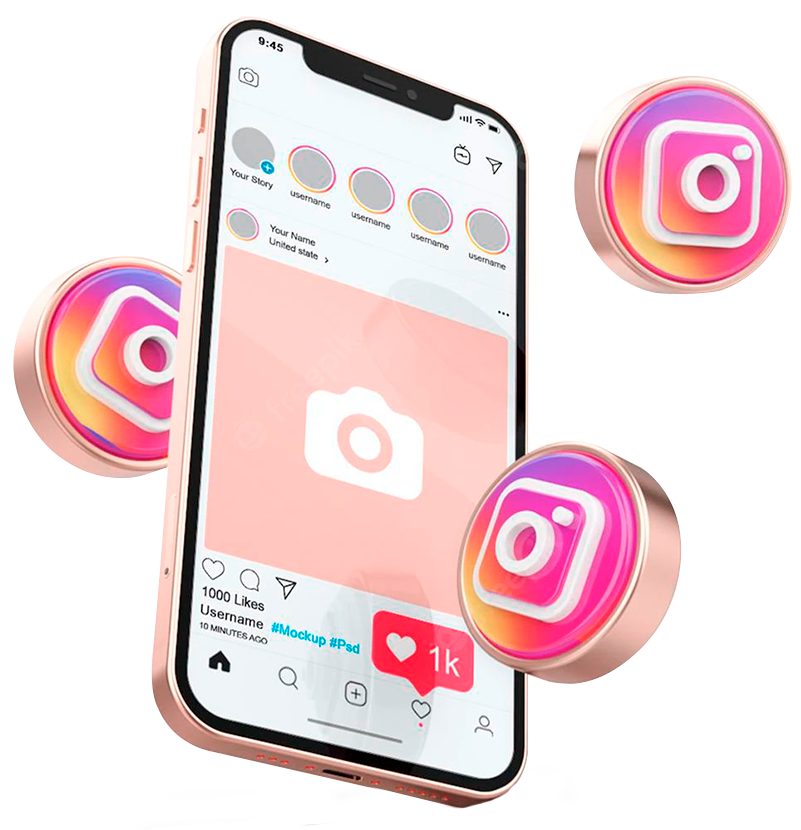 9:45
Your Story
username
username
username
username
Your Name
United state
1000 Likes
Username #Mockup #Psd
10 MINUTES AGO
1k